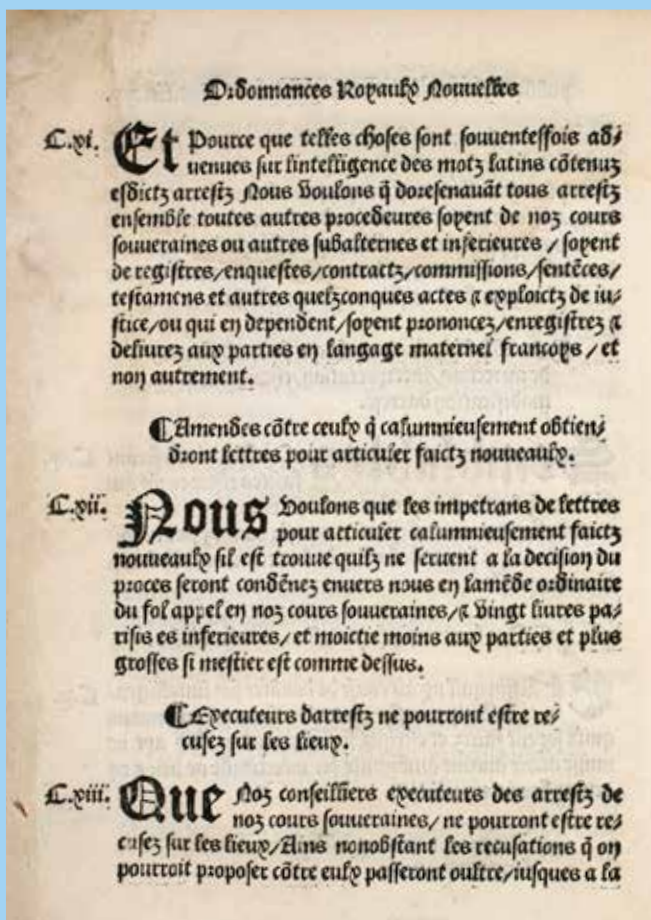 Ordonnances Royaulx Nouvelles
C.xi. Et Pource que telles choses sont souuenteffois ad/
uenues sur lintelligence des motz latins cõtenuz
esdictz arrestz Nous Voulons q̃ doresenauãt tous arrestz
ensemble toutes autres procedeures soyent de noz cours
souueraines ou autres subalternes et inferieures / soyent
de registres/enquestes/contractz/commissions/sentẽces/
testamens et autres quelzconques actes ⁊ exploictz de iu/
stice/ou qui en dependent/soyent prononcez/enregistrez ⁊
deliurez aux parties en langage maternel francoys / et
non autrement.
¶Amendes cõtre ceulx q̃ calumnieusement obtien/
dront lettres pour articuler faictz nouueaulx.
C.xii. Nous Voulons que les impetrans de lettres
pour articuler calumnieusement faictz
nouueaulx sil est trouue quilz ne seruent a la decision du
proces seront condẽnez enuers nous en lamẽde ordinaire
du fol appel en noz cours souueraines/⁊ Vingt liures pa/
risis es inferieures/ et moictie moins aux parties et plus
grosses si mestier est comme dessus.
¶Executeurs darrestz ne pourront estre re/
cusez sur les lieux.
C.xiii. Que Noz conseilliers executeurs des arrestz de
noz cours souueraines/ ne pourront estre re/
cusez sur les lieux/Ains nonobstant les recusations q̃ on
pourroit proposer cõtre eulx passeront oultre/iusques a la